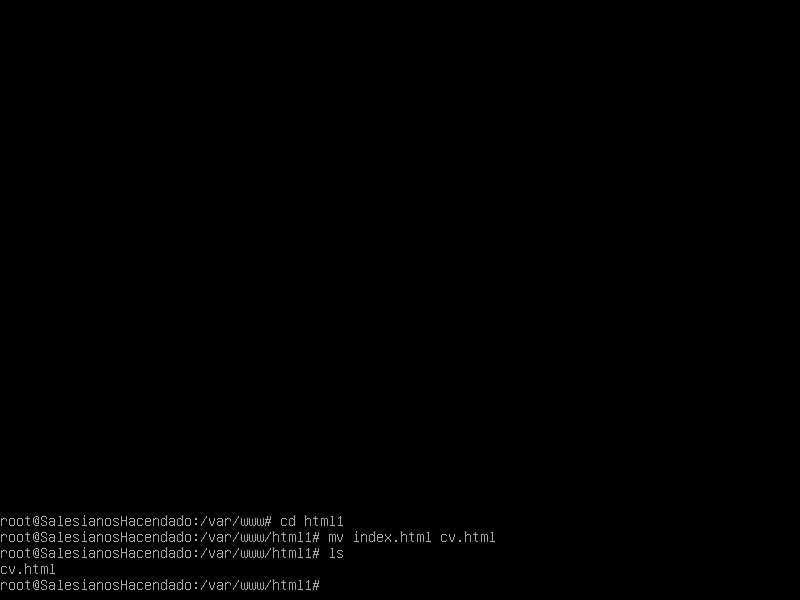 root@SalesianosHacendado:/var/www# cd html1
root@SalesianosHacendado:/var/www/html1# mv index.html cv.html
root@SalesianosHacendado:/var/www/html1# ls
cv.html
root@SalesianosHacendado:/var/www/html1#